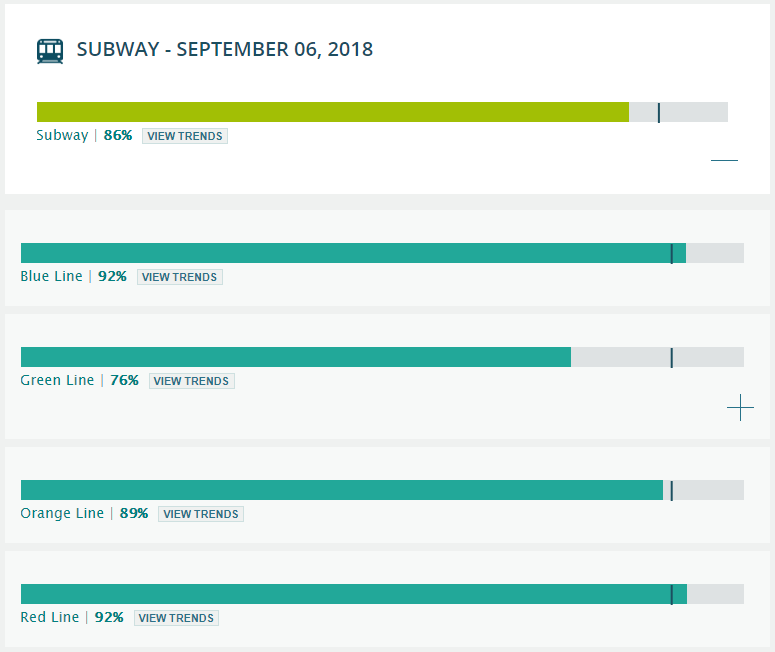 SUBWAY - SEPTEMBER 06, 2018
Subway | 86% VIEW TRENDS
Blue Line | 92% VIEW TRENDS
Green Line | 76% VIEW TRENDS
Orange Line | 89% VIEW TRENDS
Red Line | 92% VIEW TRENDS